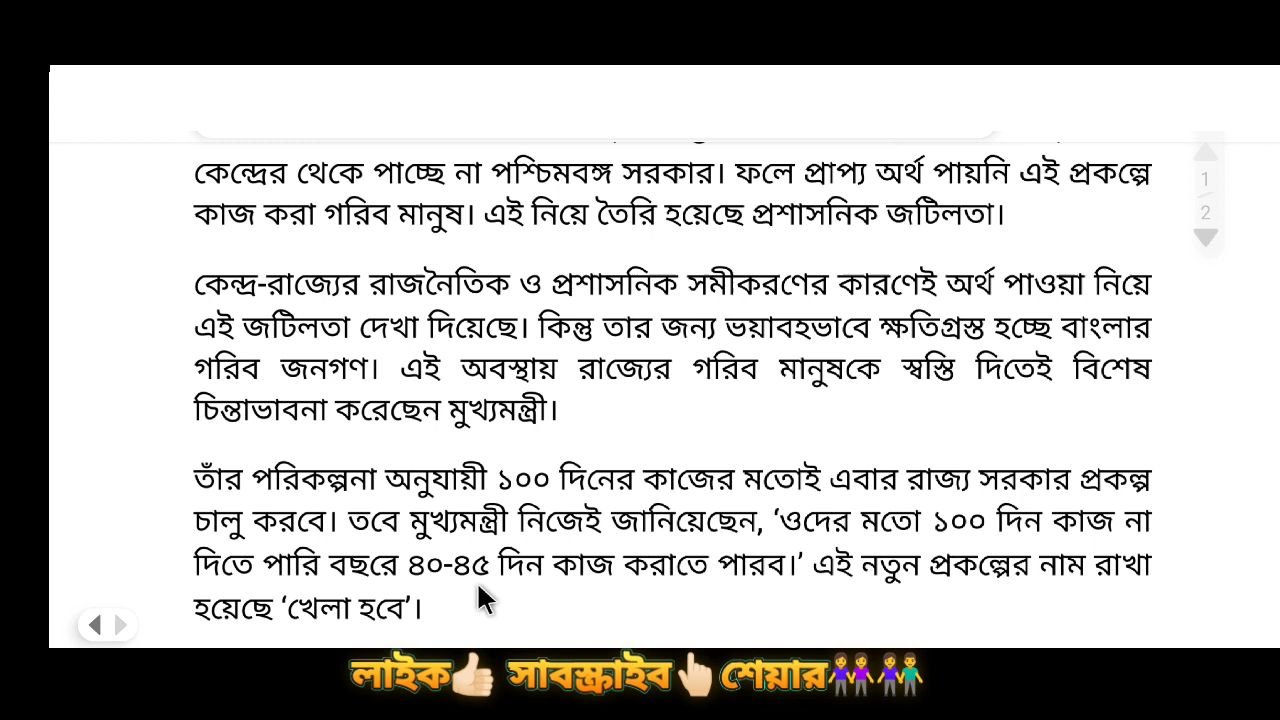 কেন্দ্রের থেকে পাচ্ছে না পশ্চিমবঙ্গ সরকার। ফলে প্রাপ্য অর্থ পায়নি এই প্রকল্পে
কাজ করা গরিব মানুষ। এই নিয়ে তৈরি হয়েছে প্রশাসনিক জটিলতা।
কেন্দ্র-রাজ্যের রাজনৈতিক ও প্রশাসনিক সমীকরণের কারণেই অর্থ পাওয়া নিয়ে
এই জটিলতা দেখা দিয়েছে। কিন্তু তার জন্য ভয়াবহভাবে ক্ষতিগ্রস্ত হচ্ছে বাংলার
গরিব জনগণ। এই অবস্থায় রাজ্যের গরিব মানুষকে স্বস্তি দিতেই বিশেষ
চিন্তাভাবনা করেছেন মুখ্যমন্ত্রী।
তাঁর পরিকল্পনা অনুযায়ী ১০০ দিনের কাজের মতোই এবার রাজ্য সরকার প্রকল্প
চালু করবে। তবে মুখ্যমন্ত্রী নিজেই জানিয়েছেন, ‘ওদের মতো ১০০ দিন কাজ না
দিতে পারি বছরে ৪০-৪৫ দিন কাজ করাতে পারব।’ এই নতুন প্রকল্পের নাম রাখা
হয়েছে ‘খেলা হবে’।
1
2
লাইক👍🏻 সাবস্ক্রাইব👆🏻শেয়ার👭👫